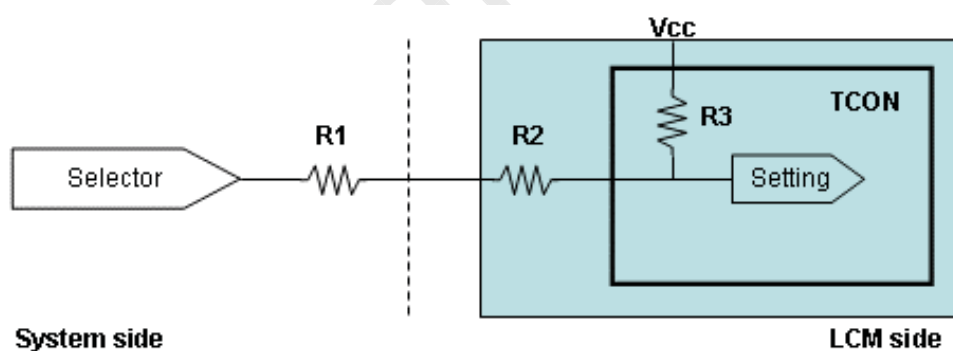 Vcc
TCON
R3
R1
R2
Selector
Setting
System side
LCM side